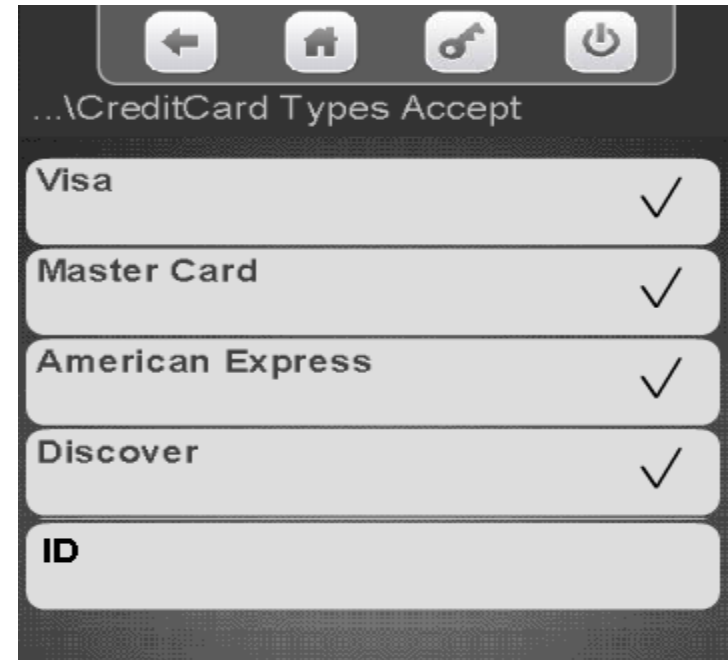 ...\CreditCard Types Accept
Visa
Master Card
American Express
Discover
ID